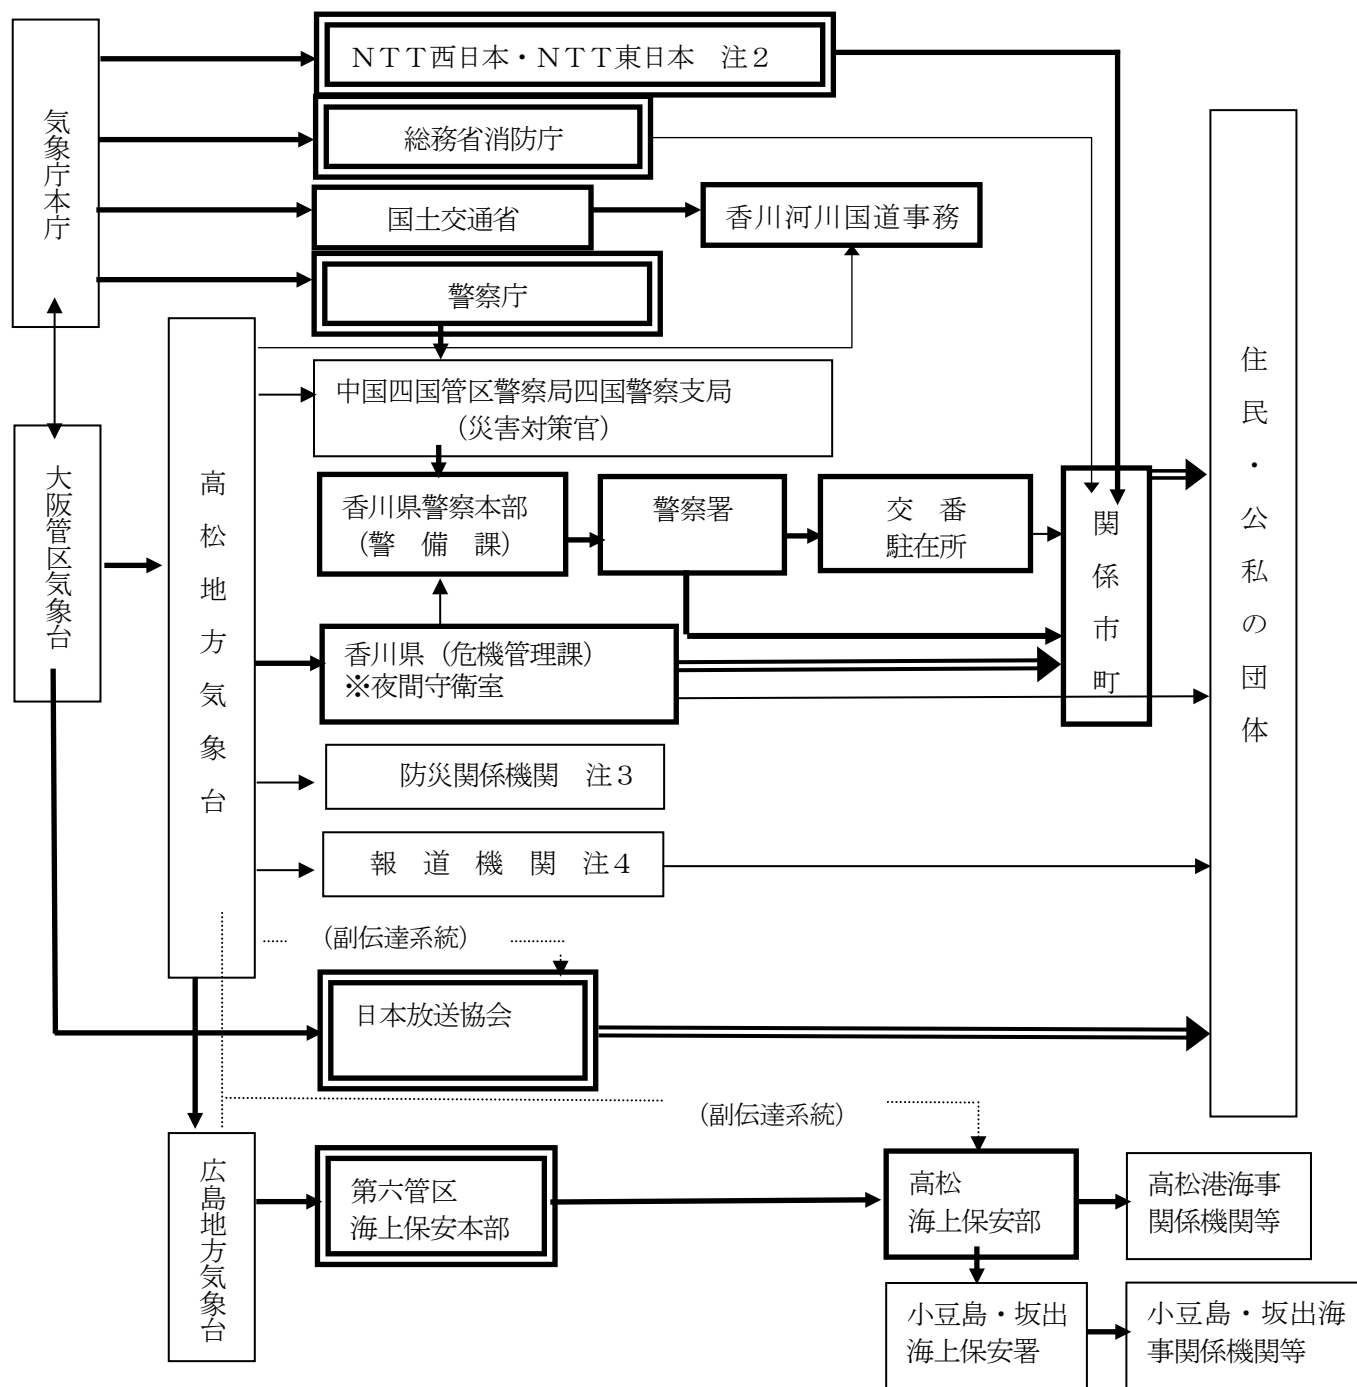 気象庁本庁
ＮＴＴ西日本・ＮＴＴ東日本　注２
総務省消防庁
国土交通省
香川河川国道事務
警察庁
中国四国管区警察局四国警察支局
（災害対策官）
大阪管区気象台
高松地方気象台
香川県警察本部
（警　備　課）
警察署
交　番
駐在所
関係市町
住民・公私の団体
香川県（危機管理課）
※夜間守衛室
防災関係機関　注３
報　道　機　関　注４
（副伝達系統）
日本放送協会
（副伝達系統）
広島地方気象台
第六管区
海上保安本部
高松
海上保安部
高松港海事
関係機関等
小豆島・坂出
海上保安署
小豆島・坂出海
事関係機関等